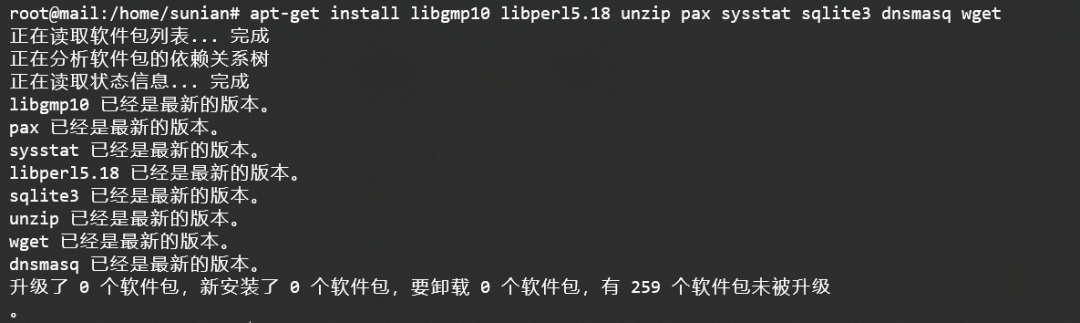 root@mail:/home/sunian# apt-get install libgmp10 libperl5.18 unzip pax sysstat sqlite3 dnsmasq wget
正在读取软件包列表... 完成
正在分析软件包的依赖关系树
正在读取状态信息... 完成
libgmp10 已经是最新的版本。
pax 已经是最新的版本。
sysstat 已经是最新的版本。
libperl5.18 已经是最新的版本。
sqlite3 已经是最新的版本。
unzip 已经是最新的版本。
wget 已经是最新的版本。
dnsmasq 已经是最新的版本。
升级了 0 个软件包，新安装了 0 个软件包，要卸载 0 个软件包，有 259 个软件包未被升级
。